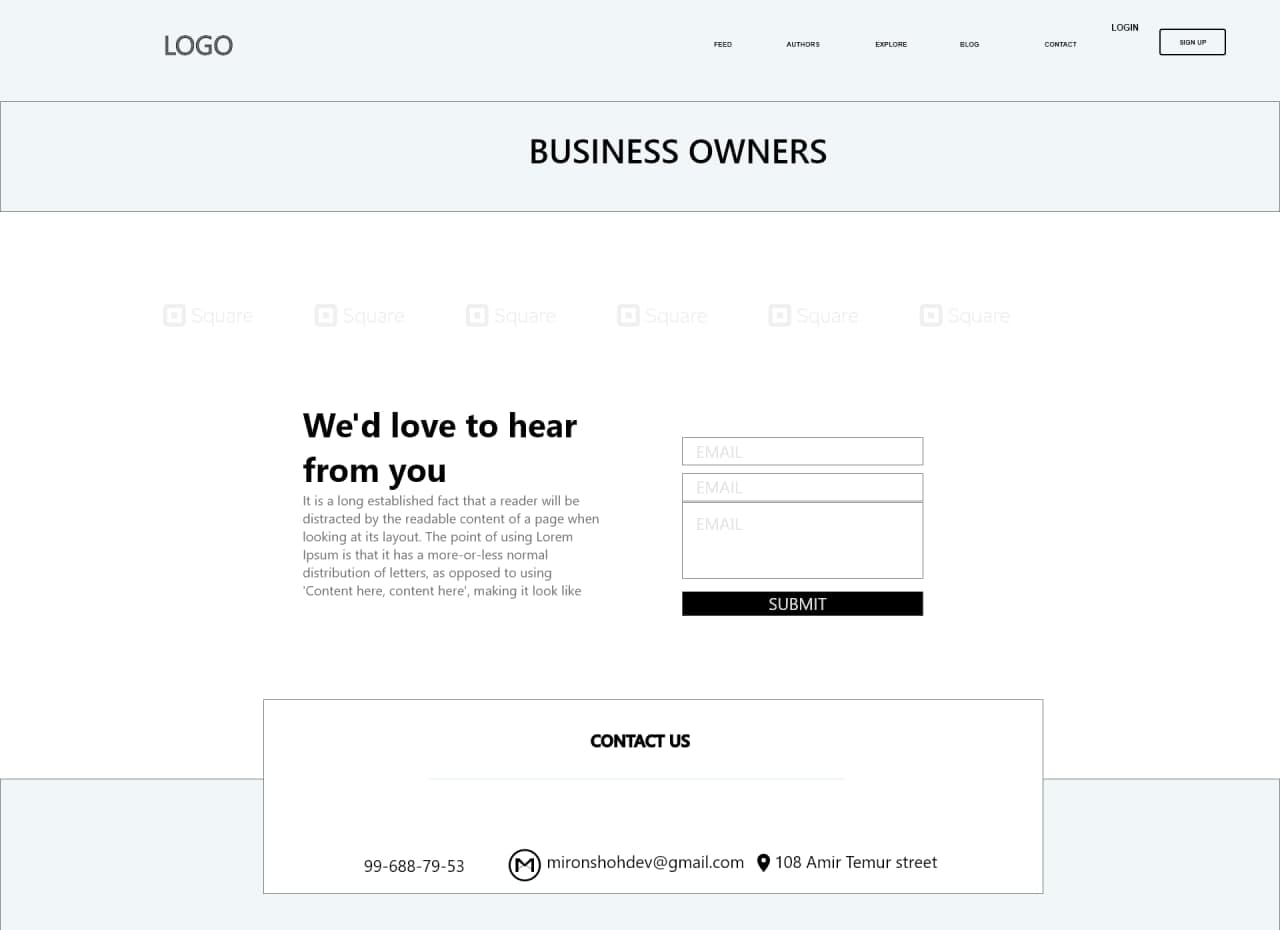 LOGO
FEED
AUTHORS
EXPLORE
BLOG
CONTACT
LOGIN
SIGN UP
BUSINESS OWNERS
Square
Square
Square
Square
Square
Square
We'd love to hear
from you
It is a long established fact that a reader will be
distracted by the readable content of a page when
looking at its layout. The point of using Lorem
Ipsum is that it has a more-or-less normal
distribution of letters, as opposed to using
'Content here, content here', making it look like
EMAIL
EMAIL
EMAIL
SUBMIT
CONTACT US
99-688-79-53
mironshohdev@gmail.com
108 Amir Temur street